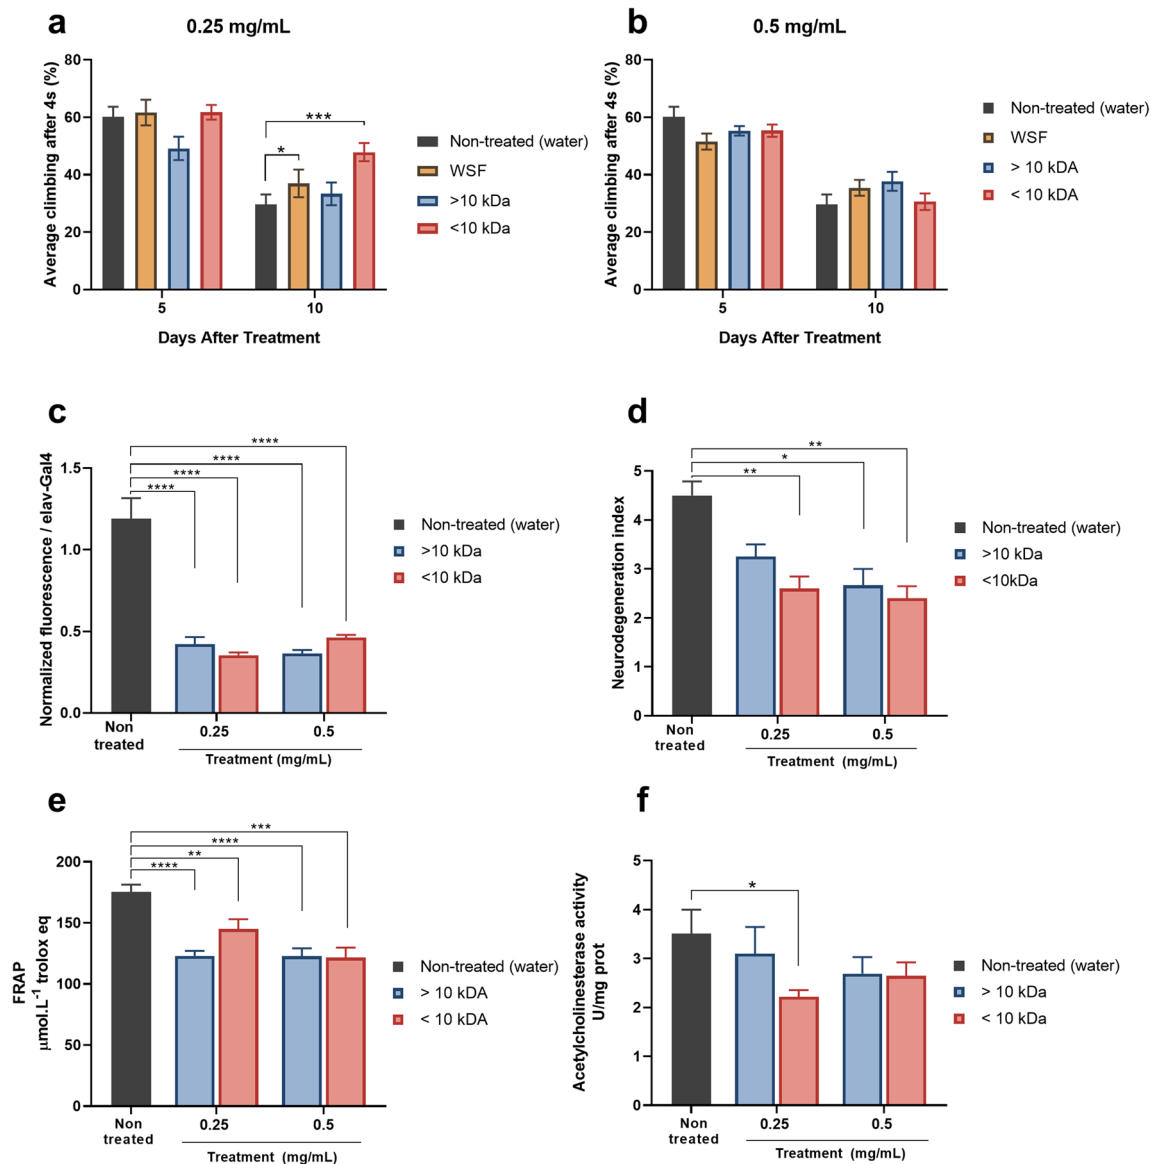 a
0.25 mg/mL
Average climbing after 4s (%)
80
60
40
20
0
***
*
5
10
Days After Treatment
Non-treated (water)
WSF
>10 kDa
<10 kDa
b
0.5 mg/mL
Average climbing after 4s (%)
80
60
40
20
0
5
10
Days After Treatment
Non-treated (water)
WSF
> 10 kDA
< 10 kDA
c
Normalized fluorescence / elav-Gal4
1.5
1.0
0.5
0.0
****
****
****
****
Non
treated
0.25
0.5
Treatment (mg/mL)
Non-treated (water)
>10 kDa
<10 kDa
d
Neurodegeneration index
5
4
3
2
1
0
**
*
**
Non
treated
0.25
0.5
Treatment (mg/mL)
Non-treated (water)
>10 kDa
<10kDa
e
FRAP
μmol.L⁻¹ trolox eq
200
150
100
50
0
***
****
**
****
Non
treated
0.25
0.5
Treatment (mg/mL)
Non-treated (water)
> 10 kDA
< 10 kDA
f
Acetylcholinesterase activity
U/mg prot
5
4
3
2
1
0
*
Non
treated
0.25
0.5
Treatment (mg/mL)
Non-treated (water)
> 10 kDa
< 10 kDa